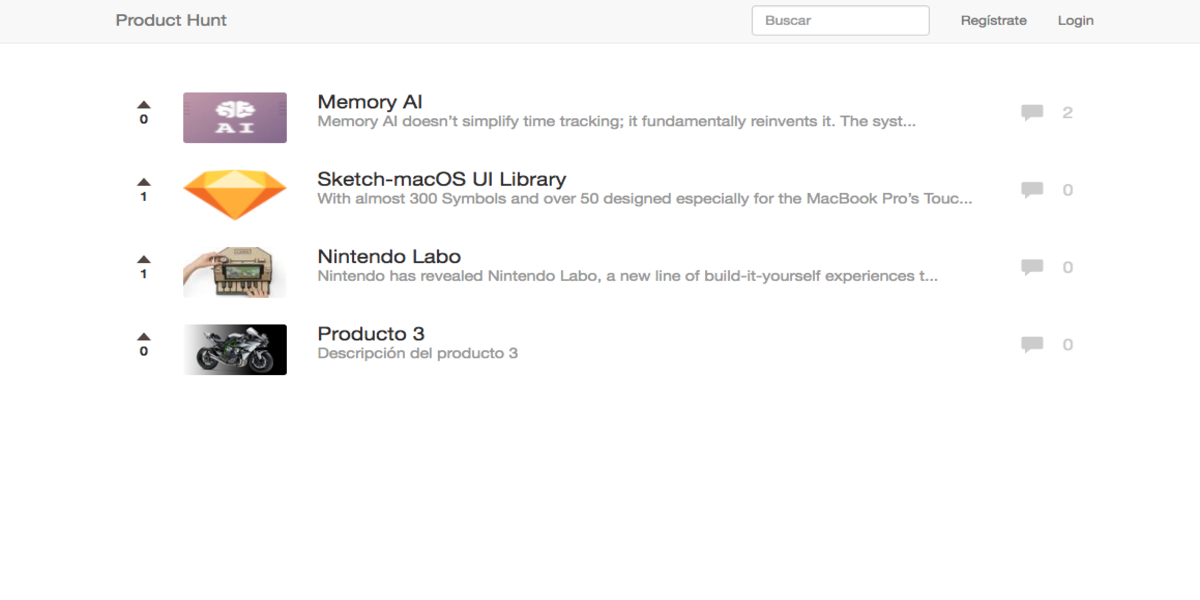 Product Hunt
Buscar
Regístrate
Login
0
AI
Memory AI
Memory AI doesn’t simplify time tracking; it fundamentally reinvents it. The syst...
2
1
Sketch-macOS UI Library
With almost 300 Symbols and over 50 designed especially for the MacBook Pro’s Touc...
0
1
Nintendo Labo
Nintendo has revealed Nintendo Labo, a new line of build-it-yourself experiences t...
0
0
Producto 3
Descripción del producto 3
0